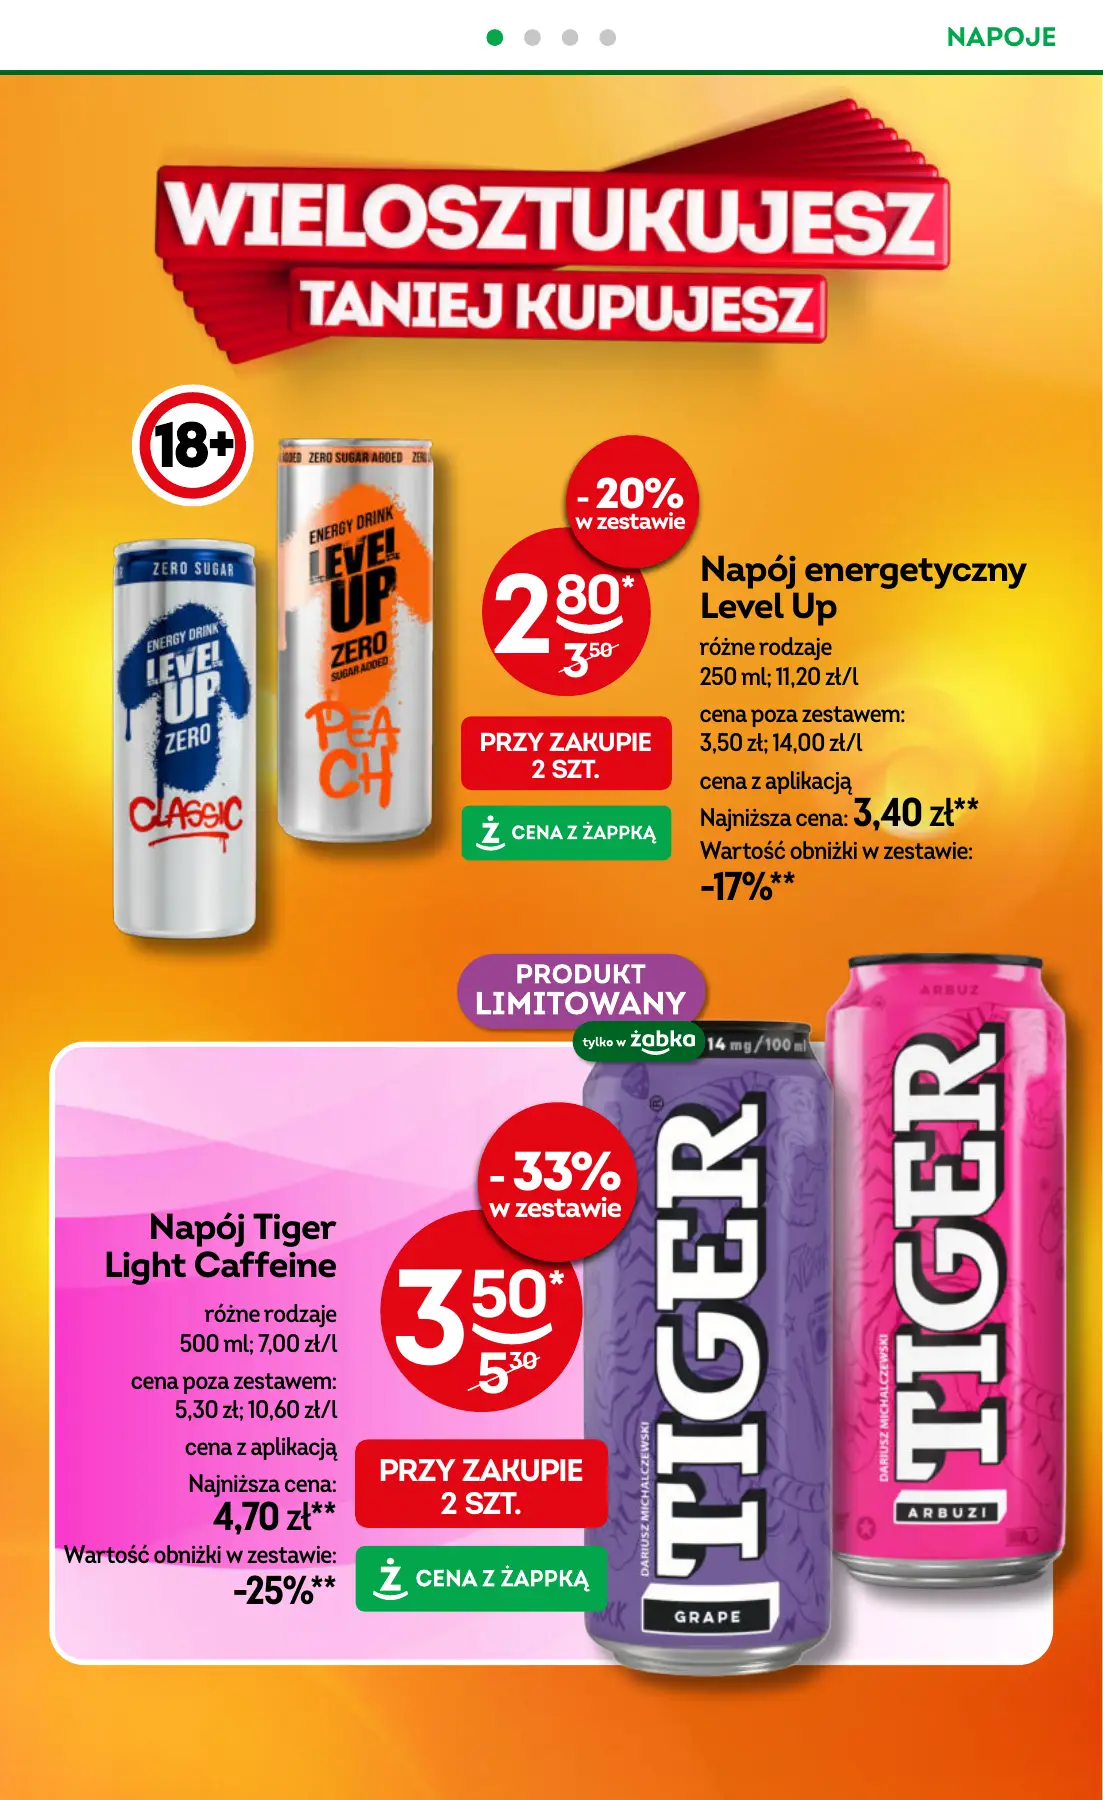 NAPOJE
WIELOSZTUKUJESZ
TANIEJ KUPUJESZ
18+
ZERO SUGAR
ENERGY DRINK
LEVEL
UP
ZERO
CLASSIC
ZERO SUGAR ADDED
ENERGY DRINK
LEVEL
UP
ZERO
SUGAR ADDED
PEA
CH
- 20%
w zestawie
2 80*
3 50
PRZY ZAKUPIE
2 SZT.
Ż CENA Z ŻAPPKĄ
Napój energetyczny
Level Up
różne rodzaje
250 ml; 11,20 zł/l
cena poza zestawem:
3,50 zł; 14,00 zł/l
cena z aplikacją
Najniższa cena: 3,40 zł**
Wartość obniżki w zestawie:
-17%**
PRODUKT
LIMITOWANY
tylko w żabka
14 mg/100 ml
- 33%
w zestawie
Napój Tiger
Light Caffeine
różne rodzaje
500 ml; 7,00 zł/l
cena poza zestawem:
5,30 zł; 10,60 zł/l
cena z aplikacją
Najniższa cena:
4,70 zł**
Wartość obniżki w zestawie:
-25%**
3 50*
5 30
PRZY ZAKUPIE
2 SZT.
Ż CENA Z ŻAPPKĄ
TIGER
®
DARIUSZ MICHALCZEWSKI
GRAPE
ARBUZ
TIGER
DARIUSZ MICHALCZEWSKI
ARBUZI